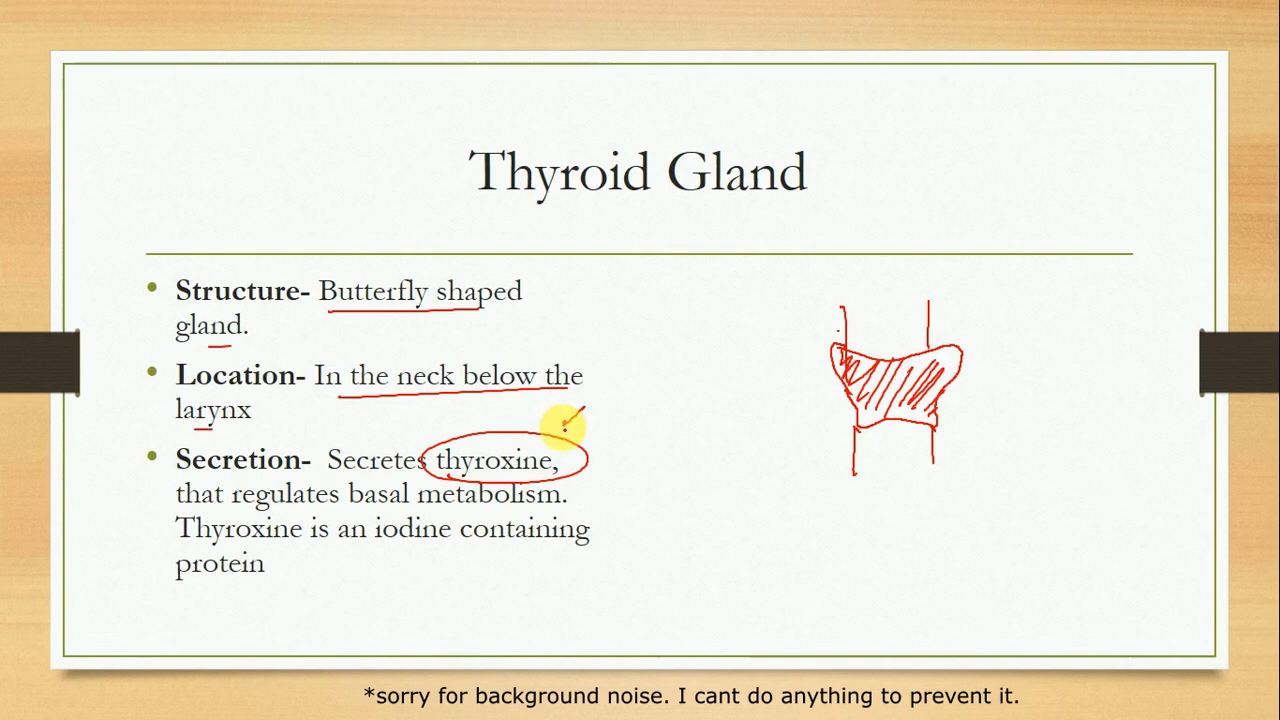 Thyroid Gland
• Structure- Butterfly shaped
gland.
• Location- In the neck below the
larynx
• Secretion- Secretes thyroxine,
that regulates basal metabolism.
Thyroxine is an iodine containing
protein
*sorry for background noise. I cant do anything to prevent it.